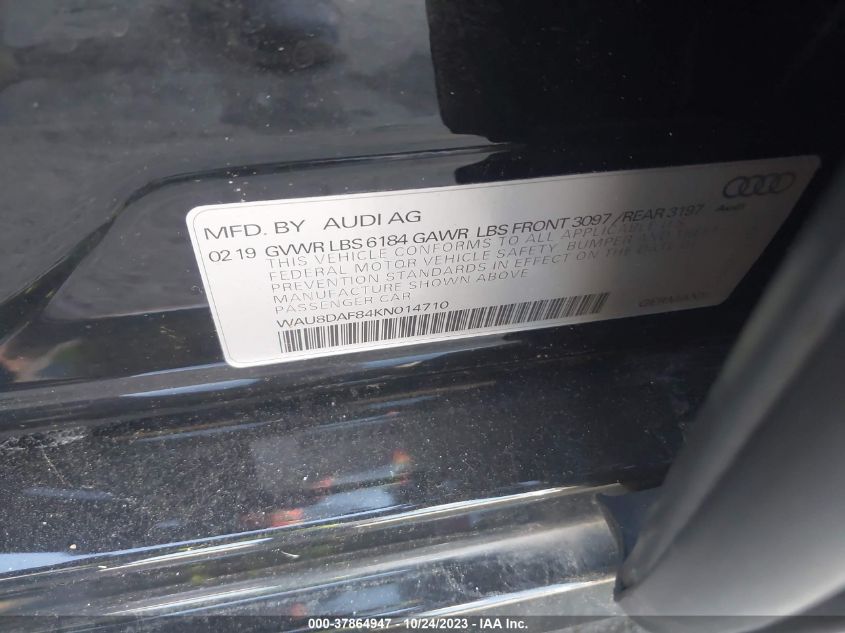 MFD. BY AUDI AG
Audi
02 19 GVWR LBS 6184 GAWR LBS FRONT 3097 / REAR 3197
THIS VEHICLE CONFORMS TO ALL APPLICABLE U.S.
FEDERAL MOTOR VEHICLE SAFETY, BUMPER AND THEFT
PREVENTION STANDARDS IN EFFECT ON THE DATE OF
MANUFACTURE SHOWN ABOVE
PASSENGER CAR
WAU8DAF84KN014710
GERMANY
000-37864947 - 10/24/2023 - IAA Inc.